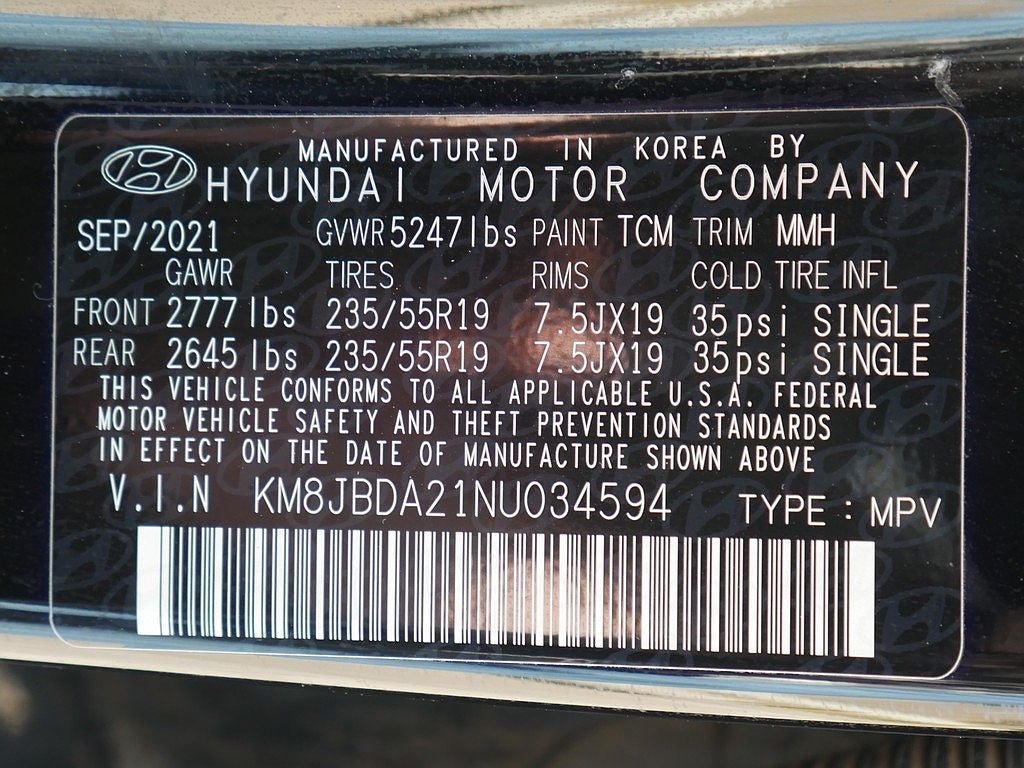 MANUFACTURED IN KOREA BY
HYUNDAI MOTOR COMPANY
SEP/2021 GVWR 5247lbs PAINT TCM TRIM MMH
GAWR TIRES RIMS COLD TIRE INFL
FRONT 2777lbs 235/55R19 7.5JX19 35psi SINGLE
REAR 2645lbs 235/55R19 7.5JX19 35psi SINGLE
THIS VEHICLE CONFORMS TO ALL APPLICABLE U.S.A. FEDERAL
MOTOR VEHICLE SAFETY AND THEFT PREVENTION STANDARDS
IN EFFECT ON THE DATE OF MANUFACTURE SHOWN ABOVE
V.I.N KM8JBDA21NU034594 TYPE : MPV